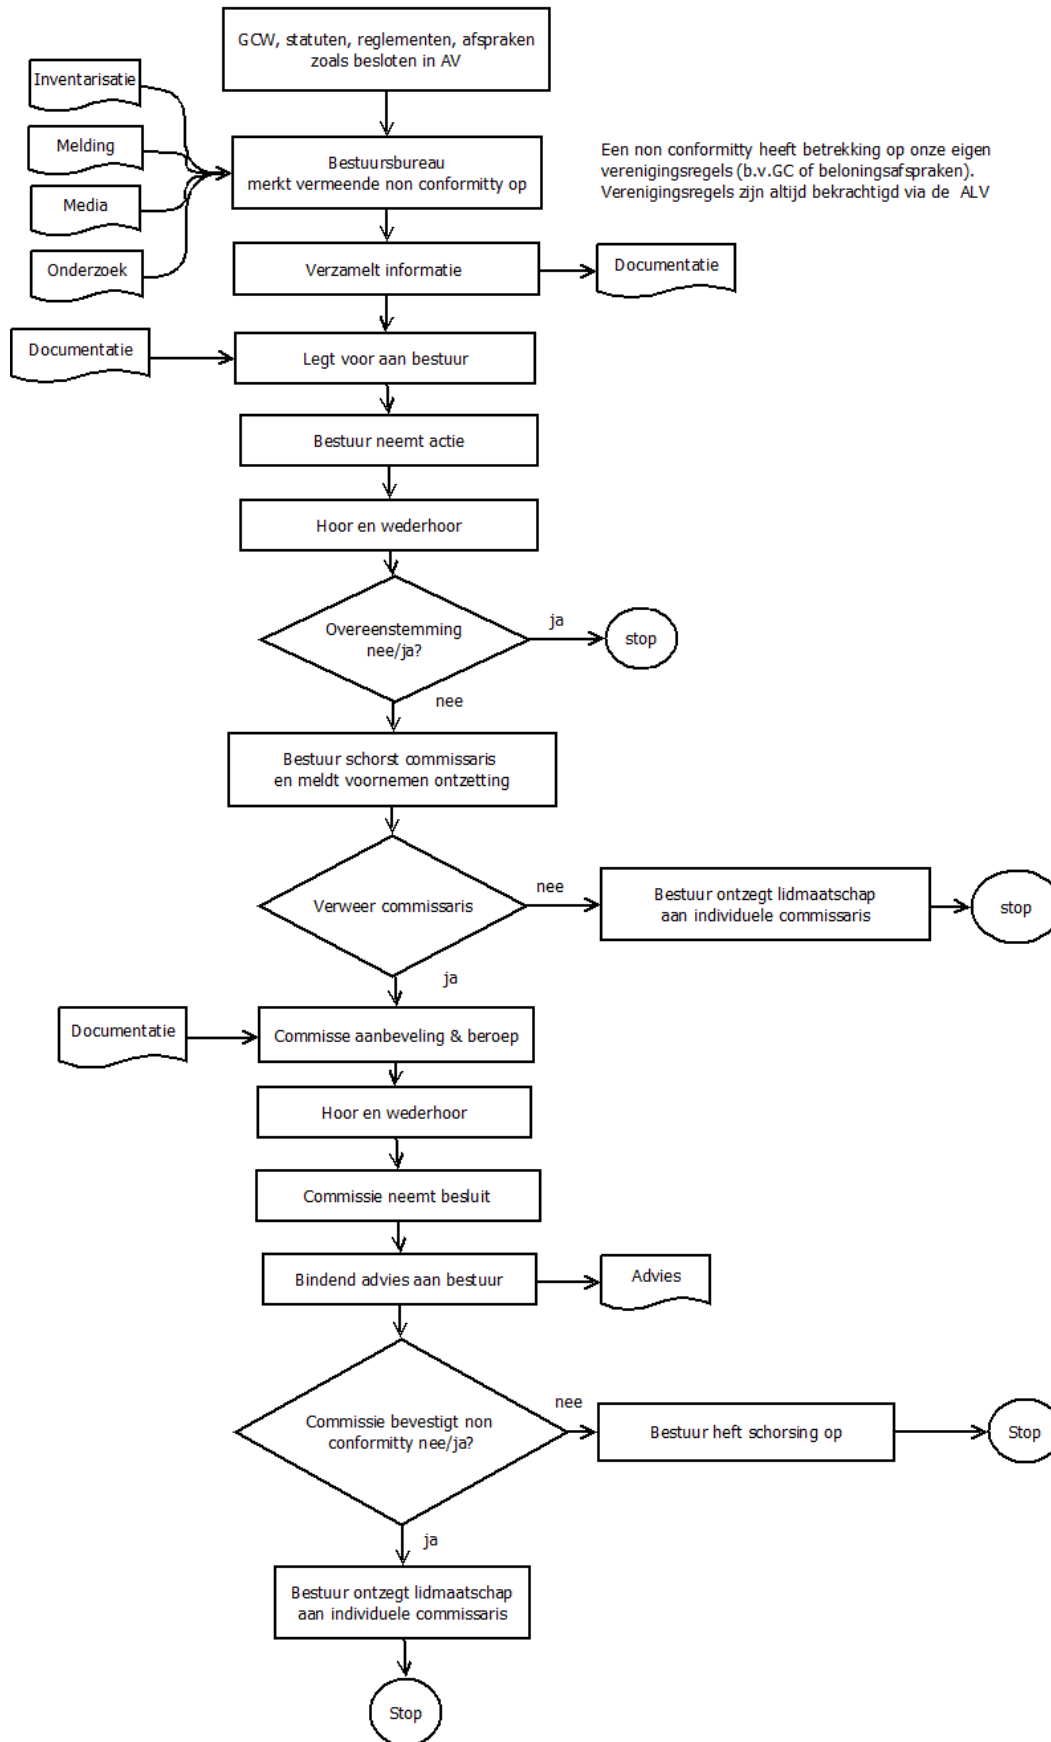 GCW, statuten, reglementen, afspraken
zoals besloten in AV
Inventarisatie
Melding
Media
Onderzoek
Bestuursbureau
merkt vermeende non conformitty op
Een non conformitty heeft betrekking op onze eigen
verenigingsregels (b.v.GC of beloningsafspraken).
Verenigingsregels zijn altijd bekrachtigd via de ALV
Verzamelt informatie
Documentatie
Documentatie
Legt voor aan bestuur
Bestuur neemt actie
Hoor en wederhoor
Overeenstemming
nee/ja?
ja
stop
nee
Bestuur schorst commissaris
en meldt voornemen ontzetting
Verweer commissaris
nee
Bestuur ontzegt lidmaatschap
aan individuele commissaris
stop
ja
Documentatie
Commisse aanbeveling & beroep
Hoor en wederhoor
Commissie neemt besluit
Bindend advies aan bestuur
Advies
Commissie bevestigt non
conformitty nee/ja?
nee
Bestuur heft schorsing op
Stop
ja
Bestuur ontzegt lidmaatschap
aan individuele commissaris
Stop